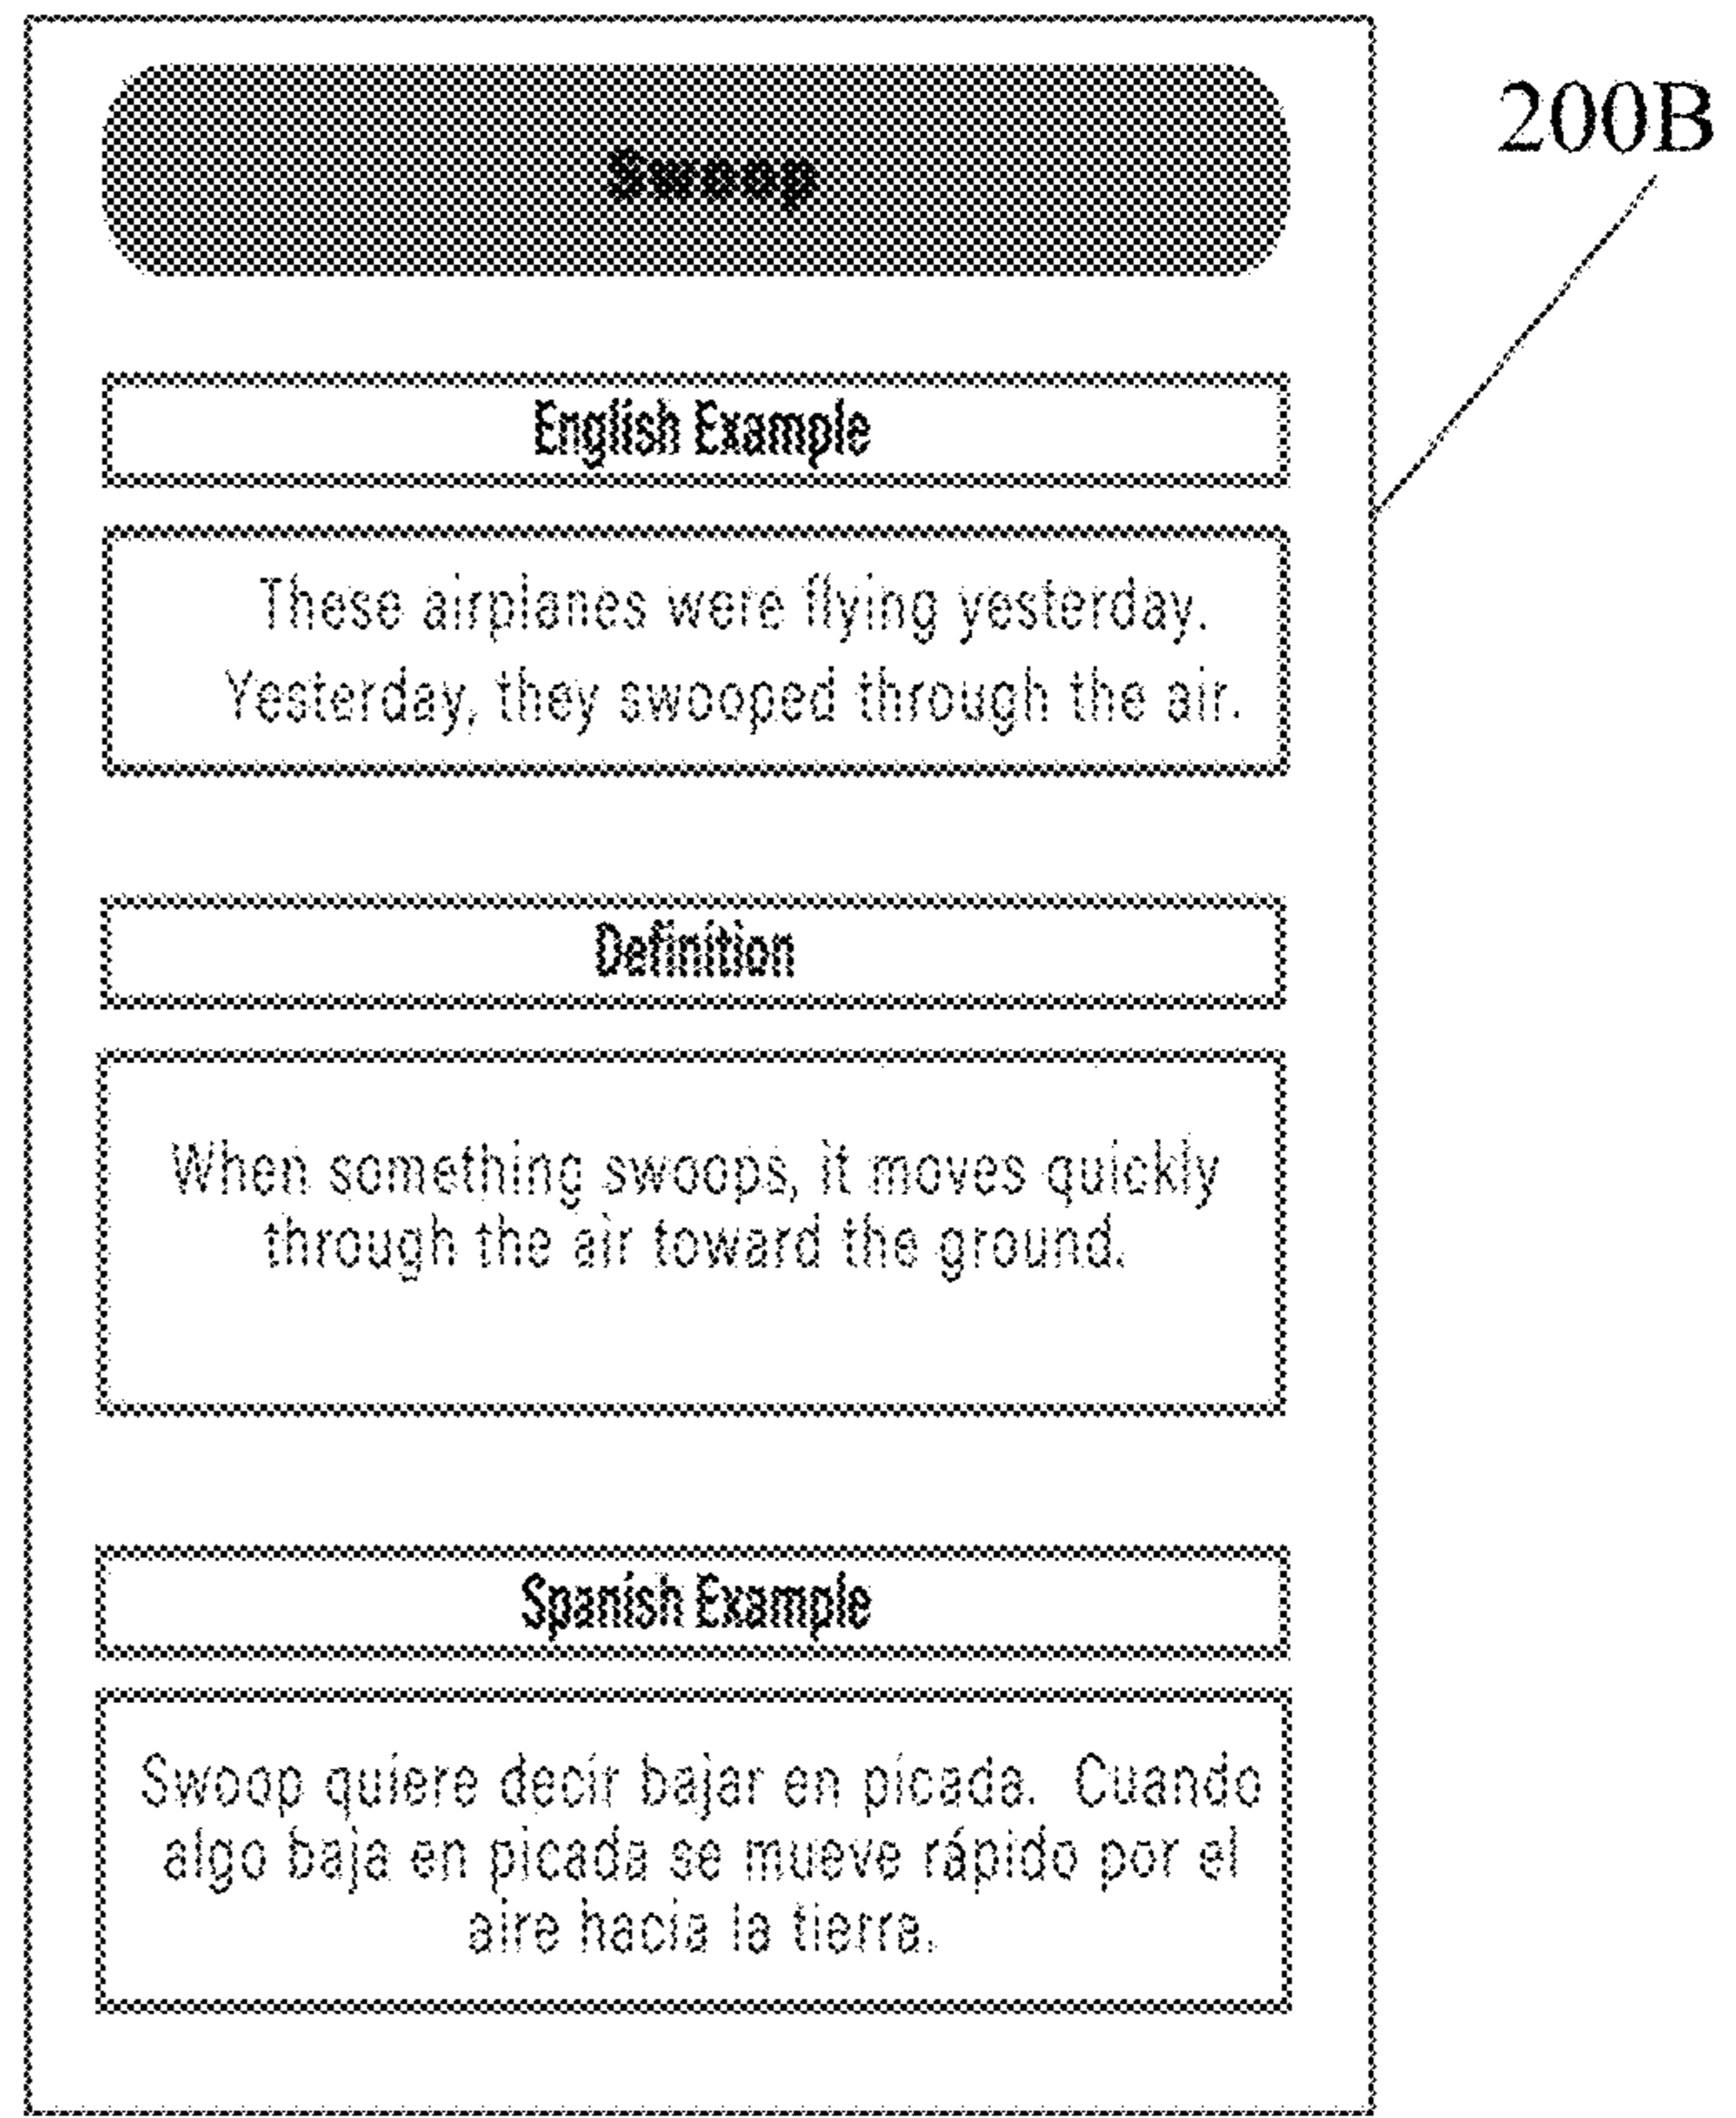 200B
Swoop
English Example
These airplanes were flying yesterday.
Yesterday, they swooped through the air.
Definition
When something swoops, it moves quickly
through the air toward the ground.
Spanish Example
Swoop quiere decir bajar en picada. Cuando
algo baja en picada se mueve rápido por el
aire hacia la tierra.